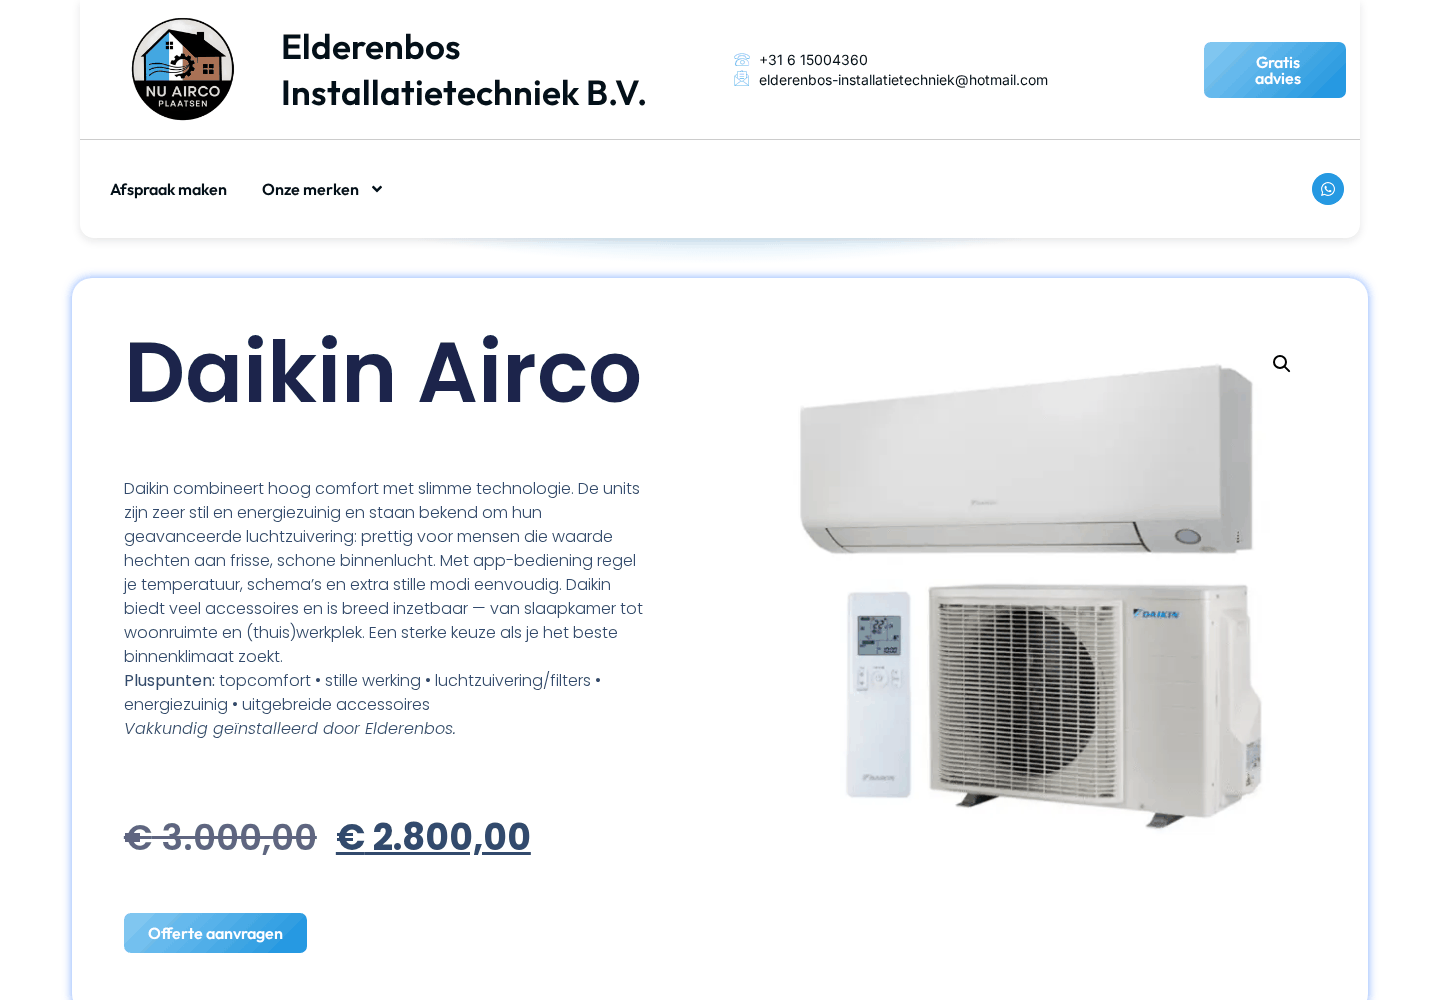 NU AIRCO
PLAATSEN
Elderenbos
Installatietechniek B.V.
+31 6 15004360
elderenbos-installatietechniek@hotmail.com
Gratis
advies
Afspraak maken
Onze merken
Daikin Airco
Daikin combineert hoog comfort met slimme technologie. De units
zijn zeer stil en energiezuinig en staan bekend om hun
geavanceerde luchtzuivering: prettig voor mensen die waarde
hechten aan frisse, schone binnenlucht. Met app-bediening regel
je temperatuur, schema’s en extra stille modi eenvoudig. Daikin
biedt veel accessoires en is breed inzetbaar — van slaapkamer tot
woonruimte en (thuis)werkplek. Een sterke keuze als je het beste
binnenklimaat zoekt.
Pluspunten: topcomfort • stille werking • luchtzuivering/filters •
energiezuinig • uitgebreide accessoires
Vakkundig geïnstalleerd door Elderenbos.
€ 3.000,00 € 2.800,00
Offerte aanvragen
DAIKIN
DAIKIN